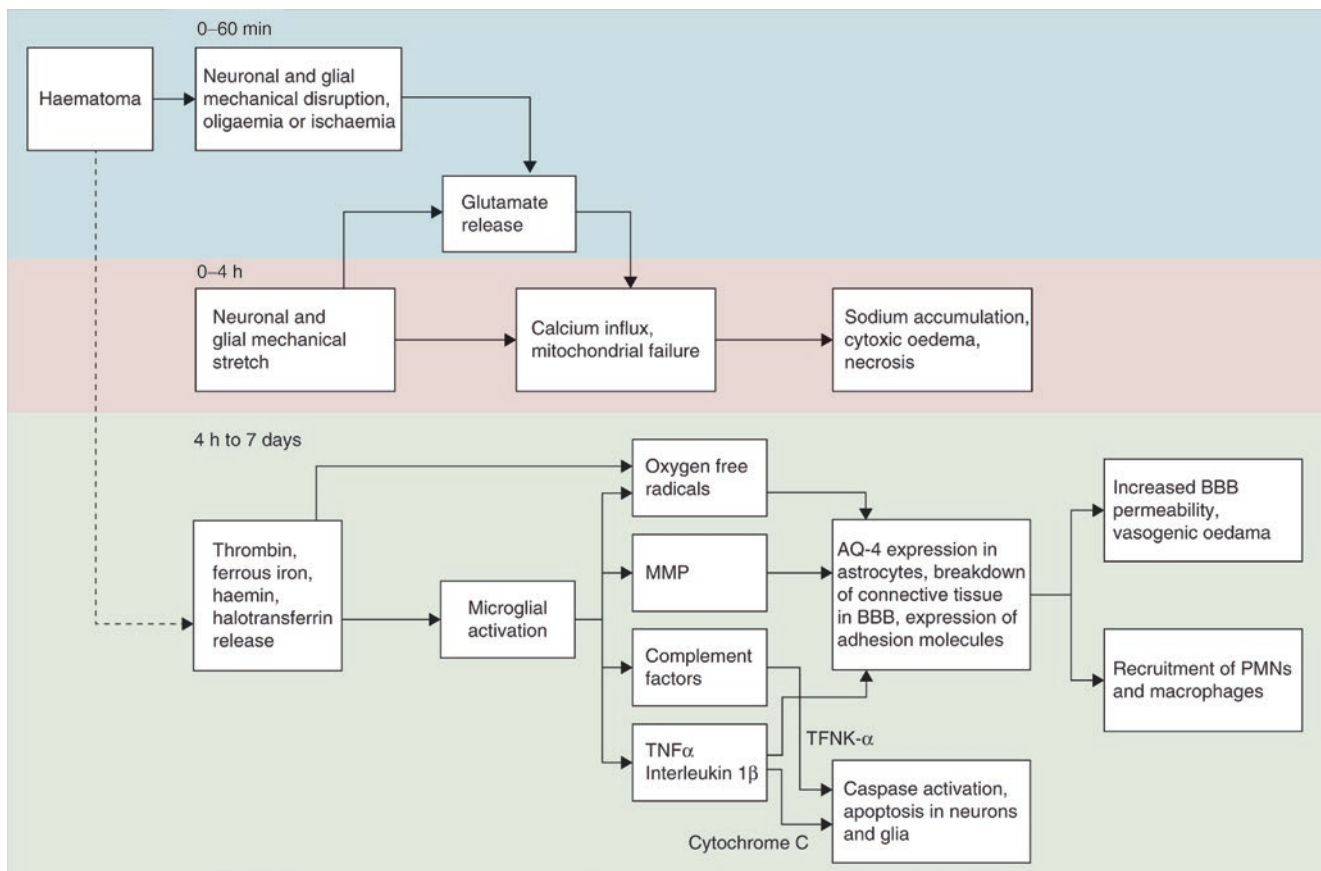 0–60 min
Haematoma
Neuronal and glial
mechanical disruption,
oligaemia or ischaemia
Glutamate
release
0–4 h
Neuronal and
glial mechanical
stretch
Calcium influx,
mitochondrial failure
Sodium accumulation,
cytoxic oedema,
necrosis
4 h to 7 days
Thrombin,
ferrous iron,
haemin,
halotransferrin
release
Microglial
activation
Oxygen free
radicals
MMP
Complement
factors
TNFα
Interleukin 1β
AQ-4 expression in
astrocytes, breakdown
of connective tissue
in BBB, expression of
adhesion molecules
TFNK-α
Cytochrome C
Caspase activation,
apoptosis in neurons
and glia
Increased BBB
permeability,
vasogenic oedama
Recruitment of PMNs
and macrophages